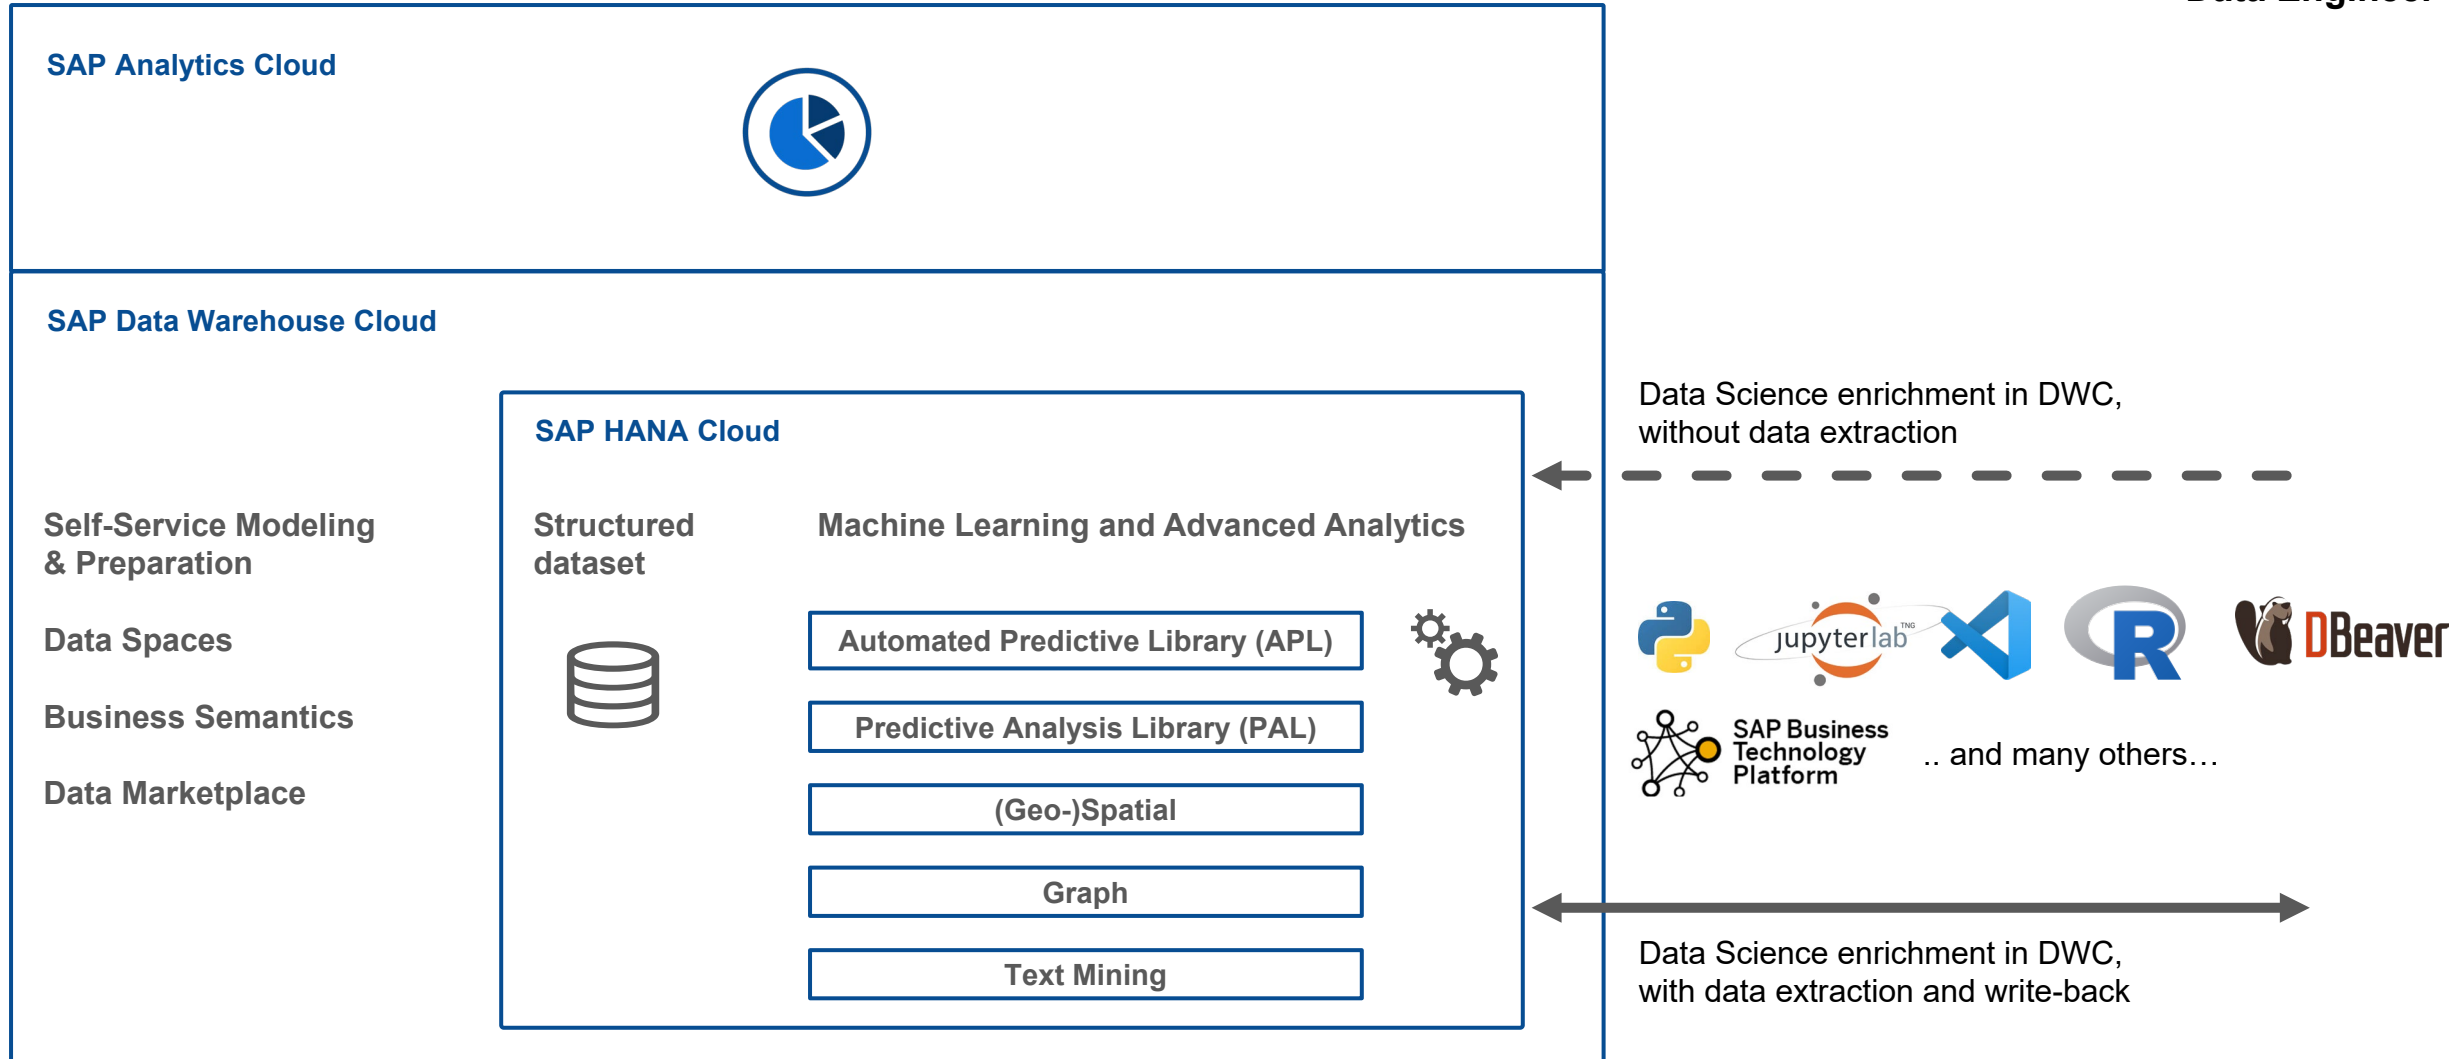 Data Engineer
SAP Analytics Cloud
SAP Data Warehouse Cloud
Self-Service Modeling
& Preparation
Data Spaces
Business Semantics
Data Marketplace
SAP HANA Cloud
Structured
dataset
Machine Learning and Advanced Analytics
Automated Predictive Library (APL)
Predictive Analysis Library (PAL)
(Geo-)Spatial
Graph
Text Mining
Data Science enrichment in DWC,
without data extraction
jupyterlab TNG
R
DBeaver
SAP Business
Technology
Platform
.. and many others…
Data Science enrichment in DWC,
with data extraction and write-back